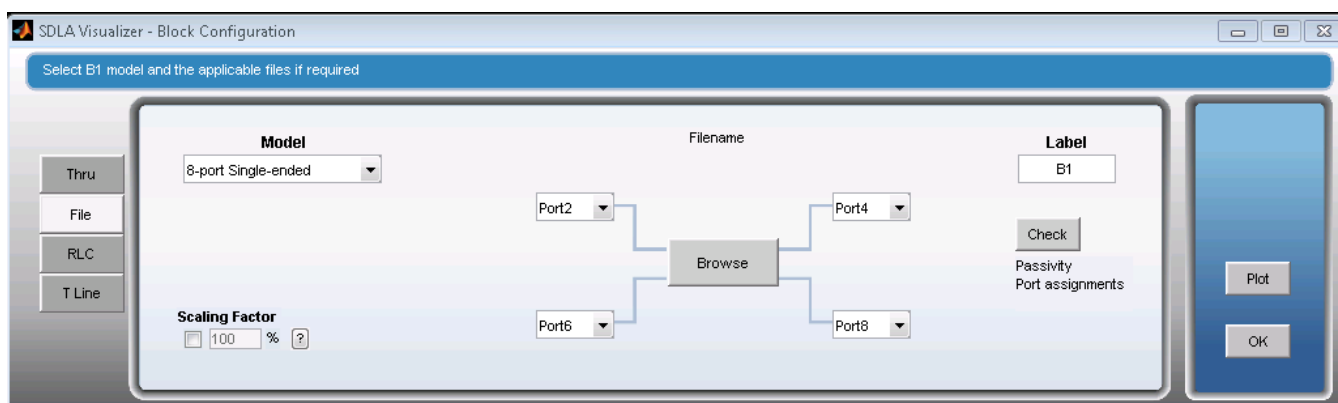 SDLA Visualizer - Block Configuration
Select B1 model and the applicable files if required
Thru
File
RLC
T Line
Model
8-port Single-ended
Scaling Factor
100 % ?
Filename
Port2
Port4
Browse
Port6
Port8
Label
B1
Check
Passivity
Port assignments
Plot
OK